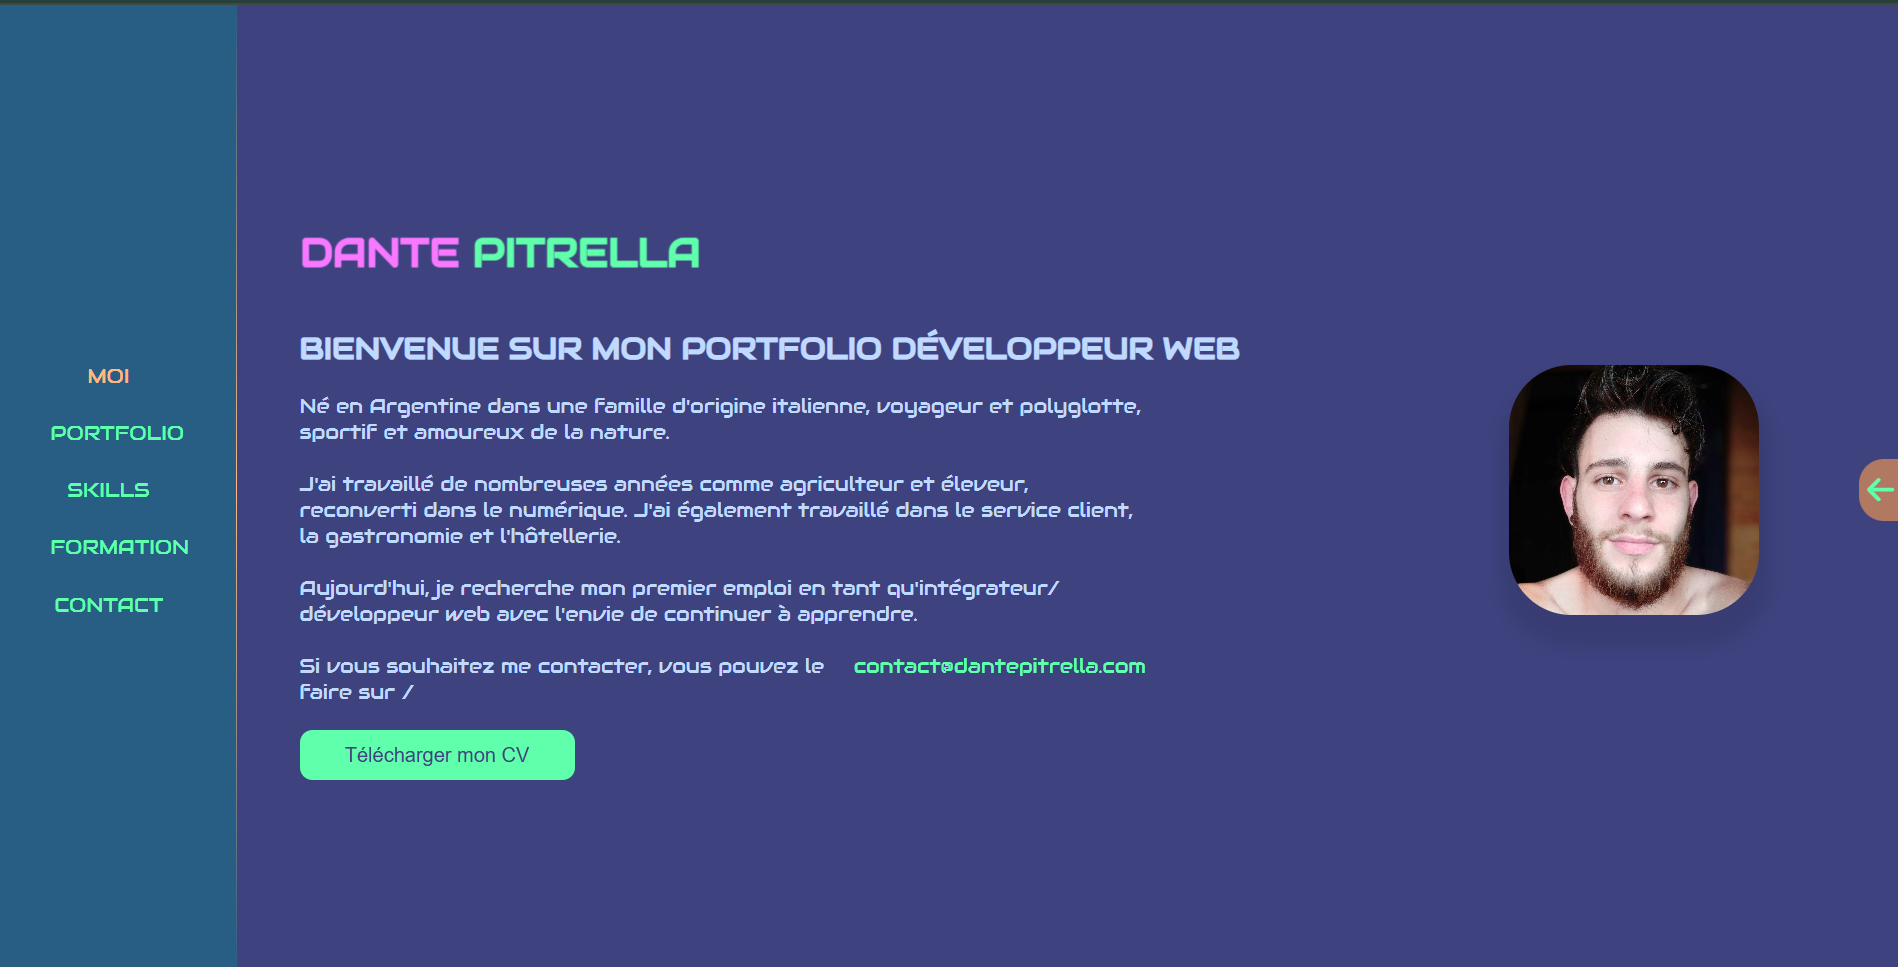 MOI
PORTFOLIO
SKILLS
FORMATION
CONTACT
DANTE PITRELLA
BIENVENUE SUR MON PORTFOLIO DÉVELOPPEUR WEB
Né en Argentine dans une famille d'origine italienne, voyageur et polyglotte,
sportif et amoureux de la nature.
J'ai travaillé de nombreuses années comme agriculteur et éleveur,
reconverti dans le numérique. J'ai également travaillé dans le service client,
la gastronomie et l'hôtellerie.
Aujourd'hui, je recherche mon premier emploi en tant qu'intégrateur/
développeur web avec l'envie de continuer à apprendre.
Si vous souhaitez me contacter, vous pouvez le contact@dantepitrella.com
faire sur /
Télécharger mon CV